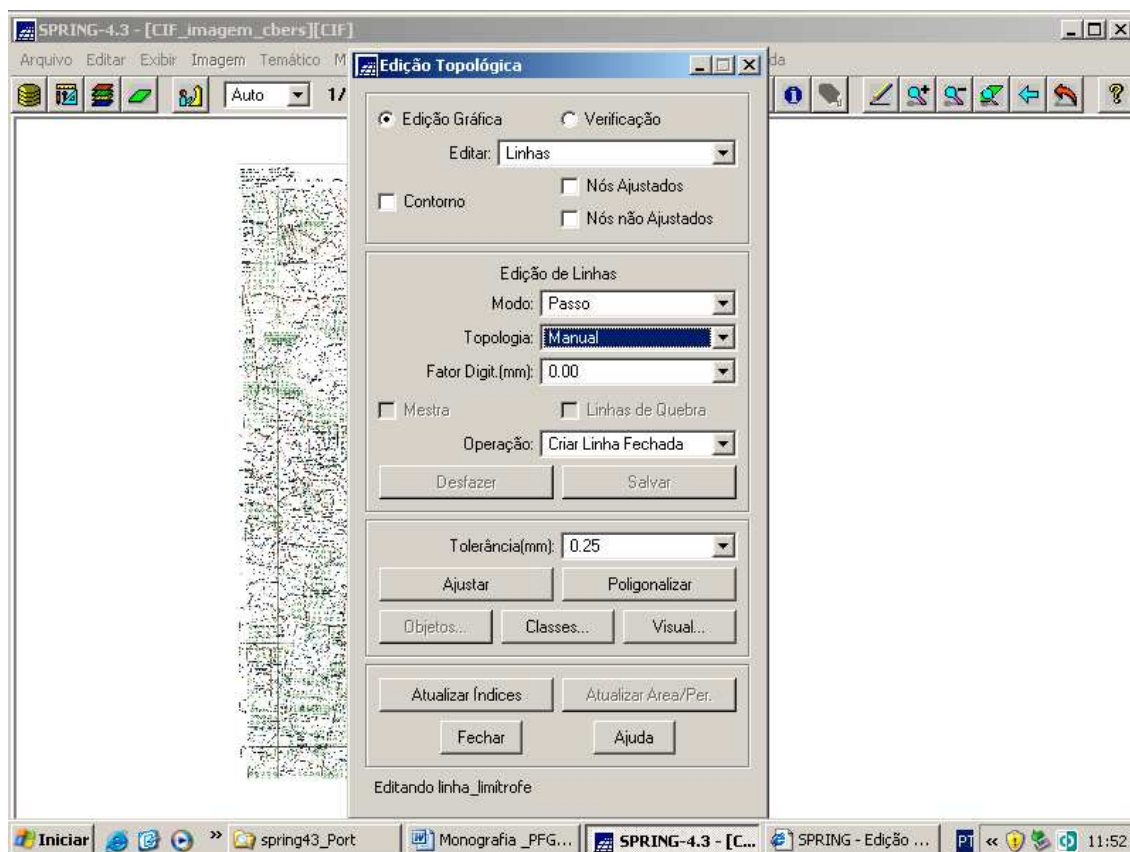 SPRING-4.3 - [CIF_imagem_cbers][CIF]
Arquivo Editar Exibir Imagem Temático M
da
Auto
1/
Edição Topológica
Edição Gráfica
Verificação
Editar: Linhas
Contorno
Nós Ajustados
Nós não Ajustados
Edição de Linhas
Modo: Passo
Topologia: Manual
Fator Digit.(mm): 0.00
Mestra
Linhas de Quebra
Operação: Criar Linha Fechada
Desfazer
Salvar
Tolerância(mm): 0.25
Ajustar
Poligonalizar
Objetos...
Classes...
Visual...
Atualizar Índices
Atualizar Area/Per.
Fechar
Ajuda
Editando linha_limítrofe
Iniciar
»
spring43_Port
Monografia _PFG...
SPRING-4.3 - [C...
SPRING - Edição ...
PT
«
11:52